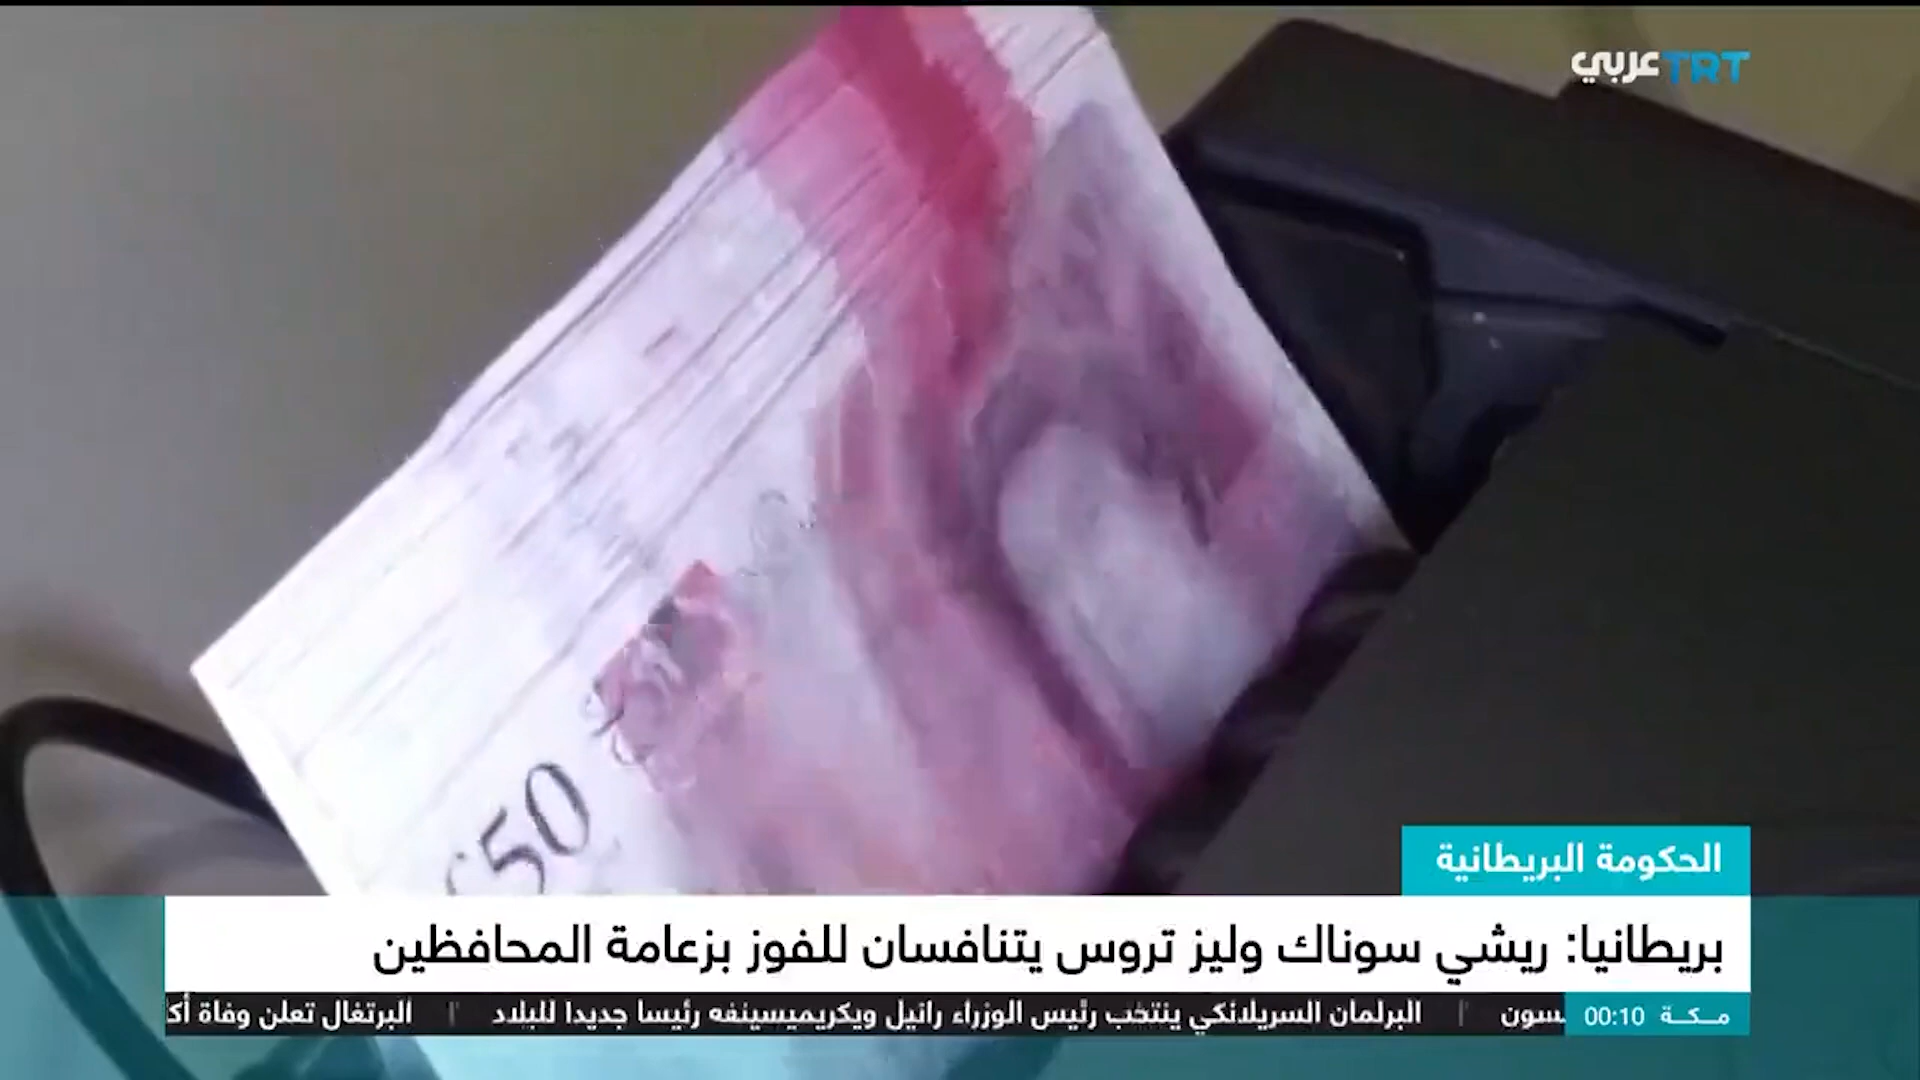 TRT عربي
£50
الحكومة البريطانية
بريطانيا: ريشي سوناك وليز تروس يتنافسان للفوز بزعامة المحافظين
مكة 00:10
البرلمان السريلانكي ينتخب رئيس الوزراء رانيل ويكريميسينغه رئيسا جديدا للبلاد | البرتغال تعلن وفاة